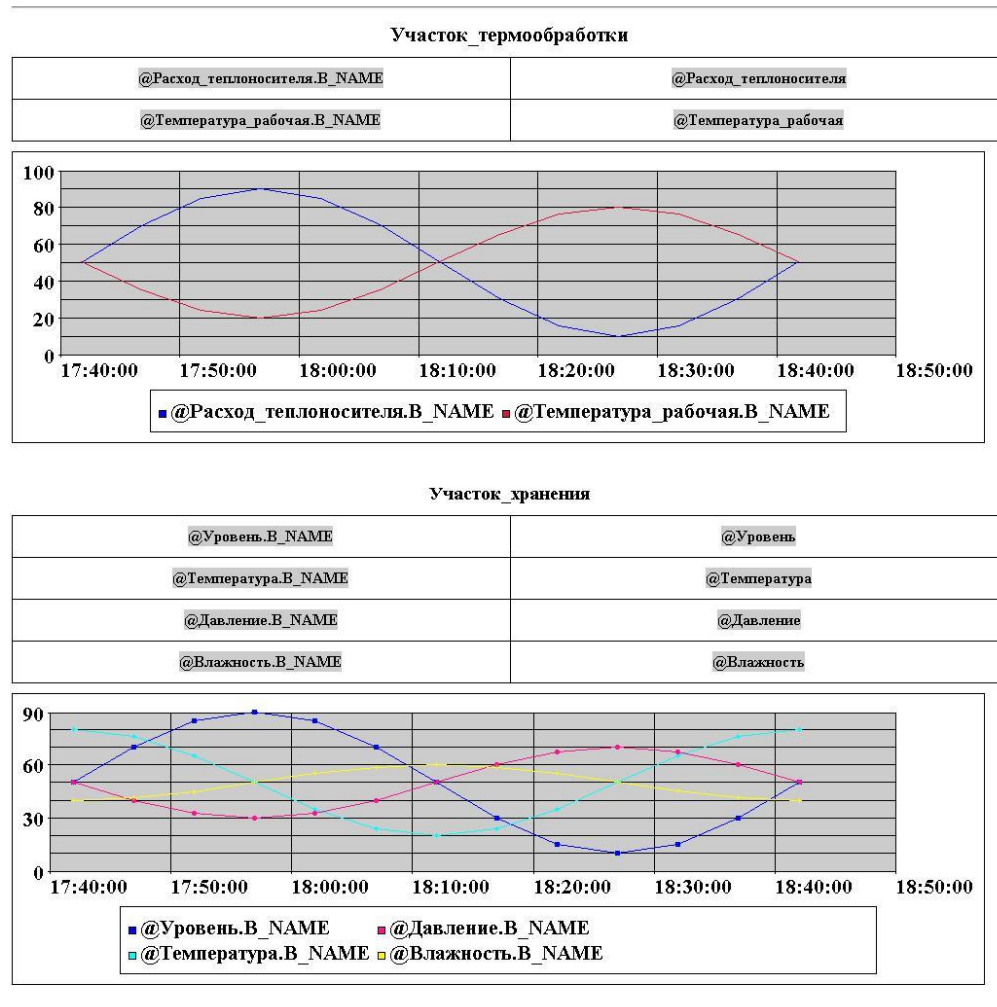 Участок_термообработки
@Расход_теплоносителя.B_NAME @Расход_теплоносителя
@Температура_рабочая.B_NAME @Температура_рабочая
100
80
60
40
20
0
17:40:00 17:50:00 18:00:00 18:10:00 18:20:00 18:30:00 18:40:00 18:50:00
@Расход_теплоносителя.B_NAME @Температура_рабочая.B_NAME
Участок_хранения
@Уровень.B_NAME @Уровень
@Температура.B_NAME @Температура
@Давление.B_NAME @Давление
@Влажность.B_NAME @Влажность
90
60
30
0
17:40:00 17:50:00 18:00:00 18:10:00 18:20:00 18:30:00 18:40:00 18:50:00
@Уровень.B_NAME @Давление.B_NAME
@Температура.B_NAME @Влажность.B_NAME